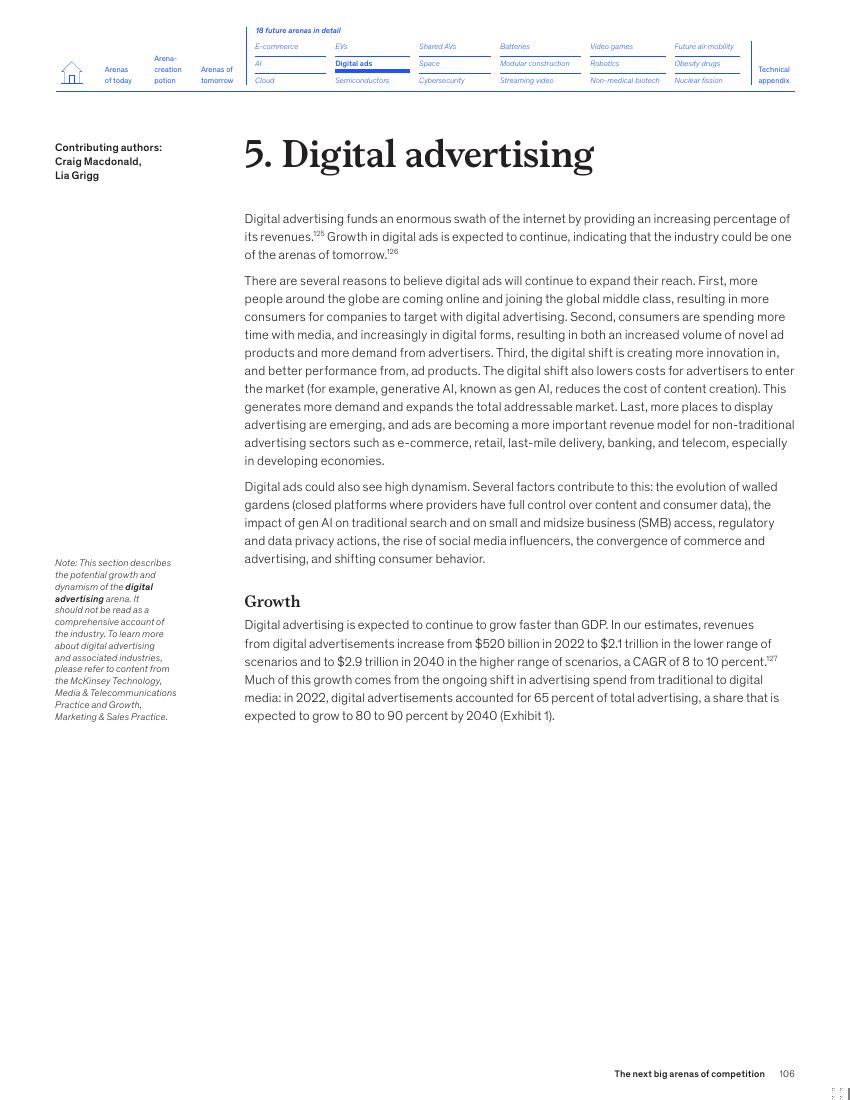 18 future arenas in detail
E-commerce EVs Shared AVs Batteries Video games Future air mobility
AI Digital ads Space Modular construction Robotics Obesity drugs
Cloud Semiconductors Cybersecurity Streaming video Non-medical biotech Nuclear fission
Arenas
of today
Arena-
creation
potion
Arenas of
tomorrow
Technical
appendix
Contributing authors:
Craig Macdonald,
Lia Grigg
5. Digital advertising
Digital advertising funds an enormous swath of the internet by providing an increasing percentage of
its revenues.125 Growth in digital ads is expected to continue, indicating that the industry could be one
of the arenas of tomorrow.126
There are several reasons to believe digital ads will continue to expand their reach. First, more
people around the globe are coming online and joining the global middle class, resulting in more
consumers for companies to target with digital advertising. Second, consumers are spending more
time with media, and increasingly in digital forms, resulting in both an increased volume of novel ad
products and more demand from advertisers. Third, the digital shift is creating more innovation in,
and better performance from, ad products. The digital shift also lowers costs for advertisers to enter
the market (for example, generative AI, known as gen AI, reduces the cost of content creation). This
generates more demand and expands the total addressable market. Last, more places to display
advertising are emerging, and ads are becoming a more important revenue model for non-traditional
advertising sectors such as e-commerce, retail, last-mile delivery, banking, and telecom, especially
in developing economies.
Digital ads could also see high dynamism. Several factors contribute to this: the evolution of walled
gardens (closed platforms where providers have full control over content and consumer data), the
impact of gen AI on traditional search and on small and midsize business (SMB) access, regulatory
and data privacy actions, the rise of social media influencers, the convergence of commerce and
advertising, and shifting consumer behavior.
Note: This section describes
the potential growth and
dynamism of the digital
advertising arena. It
should not be read as a
comprehensive account of
the industry. To learn more
about digital advertising
and associated industries,
please refer to content from
the McKinsey Technology,
Media & Telecommunications
Practice and Growth,
Marketing & Sales Practice.
Growth
Digital advertising is expected to continue to grow faster than GDP. In our estimates, revenues
from digital advertisements increase from $520 billion in 2022 to $2.1 trillion in the lower range of
scenarios and to $2.9 trillion in 2040 in the higher range of scenarios, a CAGR of 8 to 10 percent.127
Much of this growth comes from the ongoing shift in advertising spend from traditional to digital
media: in 2022, digital advertisements accounted for 65 percent of total advertising, a share that is
expected to grow to 80 to 90 percent by 2040 (Exhibit 1).
The next big arenas of competition 106